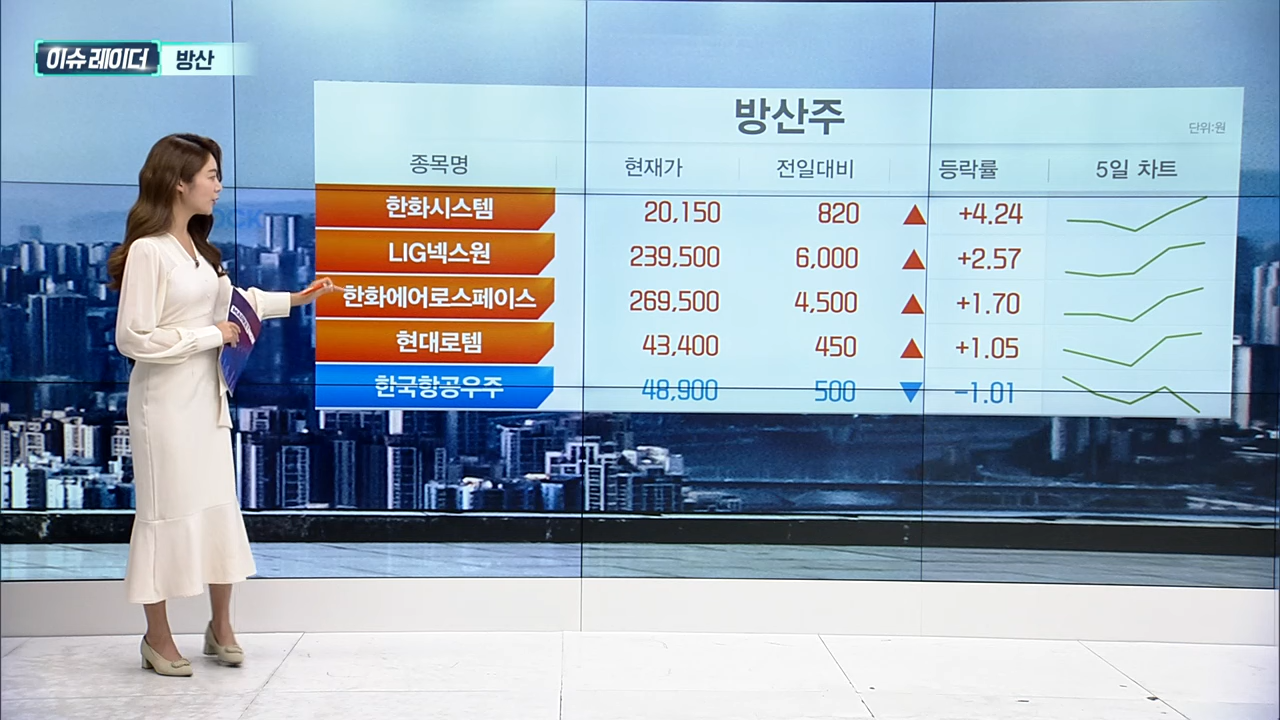 이슈 레이더 방산
방산주
단위:원
종목명 현재가 전일대비 등락률 5일 차트
한화시스템 20,150 820 ▲ +4.24
LIG넥스원 239,500 6,000 ▲ +2.57
한화에어로스페이스 269,500 4,500 ▲ +1.70
현대로템 43,400 450 ▲ +1.05
한국항공우주 48,900 500 ▼ -1.01